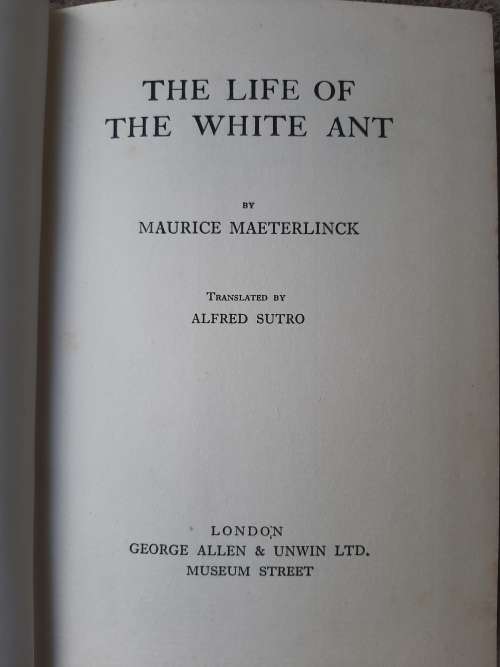 THE LIFE OF
THE WHITE ANT
BY
MAURICE MAETERLINCK
TRANSLATED BY
ALFRED SUTRO
LONDON
GEORGE ALLEN & UNWIN LTD.
MUSEUM STREET